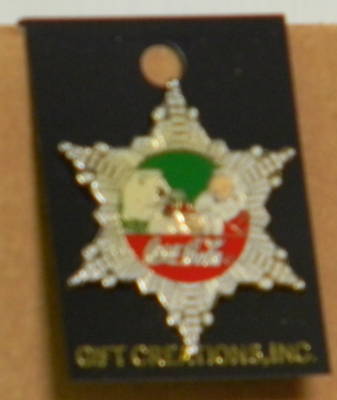 Coca-Cola
GIFT CREATIONS, INC.